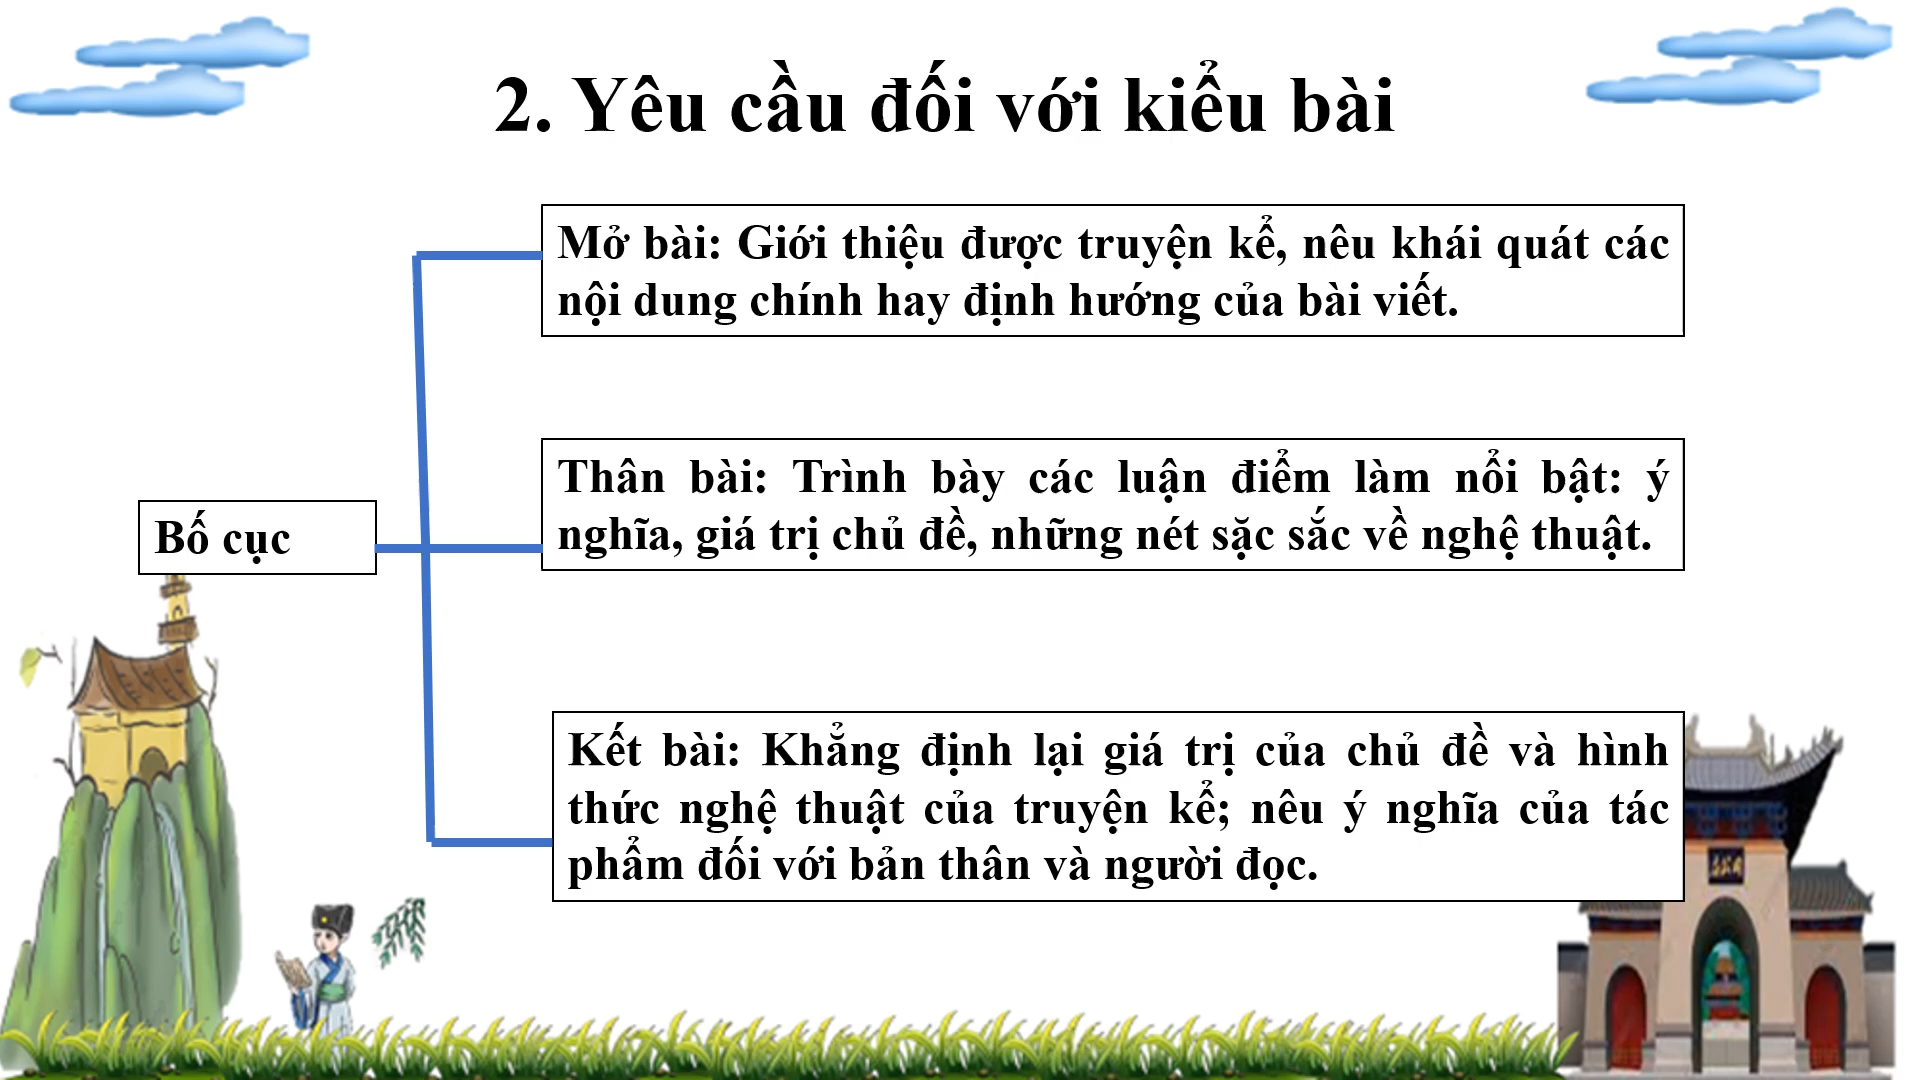 2. Yêu cầu đối với kiểu bài
Mở bài: Giới thiệu được truyện kể, nêu khái quát các
nội dung chính hay định hướng của bài viết.
Thân bài: Trình bày các luận điểm làm nổi bật: ý
nghĩa, giá trị chủ đề, những nét sặc sắc về nghệ thuật.
Bố cục
Kết bài: Khẳng định lại giá trị của chủ đề và hình
thức nghệ thuật của truyện kể; nêu ý nghĩa của tác
phẩm đối với bản thân và người đọc.